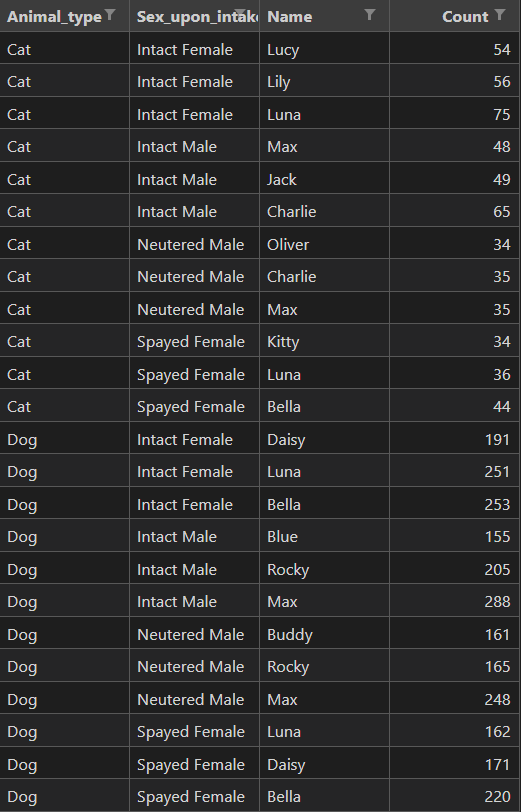 Animal_type Sex_upon_intake Name Count
Cat Intact Female Lucy 54
Cat Intact Female Lily 56
Cat Intact Female Luna 75
Cat Intact Male Max 48
Cat Intact Male Jack 49
Cat Intact Male Charlie 65
Cat Neutered Male Oliver 34
Cat Neutered Male Charlie 35
Cat Neutered Male Max 35
Cat Spayed Female Kitty 34
Cat Spayed Female Luna 36
Cat Spayed Female Bella 44
Dog Intact Female Daisy 191
Dog Intact Female Luna 251
Dog Intact Female Bella 253
Dog Intact Male Blue 155
Dog Intact Male Rocky 205
Dog Intact Male Max 288
Dog Neutered Male Buddy 161
Dog Neutered Male Rocky 165
Dog Neutered Male Max 248
Dog Spayed Female Luna 162
Dog Spayed Female Daisy 171
Dog Spayed Female Bella 220